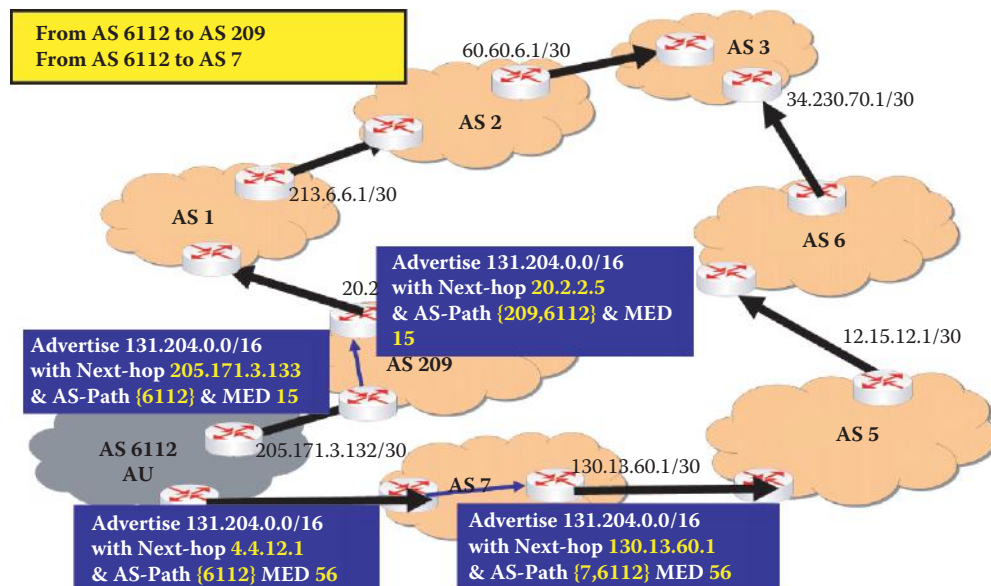 From AS 6112 to AS 209
From AS 6112 to AS 7
60.60.6.1/30
AS 3
34.230.70.1/30
AS 2
213.6.6.1/30
AS 1
AS 6
Advertise 131.204.0.0/16
with Next-hop 20.2.2.5
& AS-Path {209,6112} & MED
15
20.2
12.15.12.1/30
Advertise 131.204.0.0/16
with Next-hop 205.171.3.133
& AS-Path {6112} & MED 15
AS 209
AS 5
AS 6112
AU
205.171.3.132/30
AS 7
130.13.60.1/30
Advertise 131.204.0.0/16
with Next-hop 4.4.12.1
& AS-Path {6112} MED 56
Advertise 131.204.0.0/16
with Next-hop 130.13.60.1
& AS-Path {7,6112} MED 56